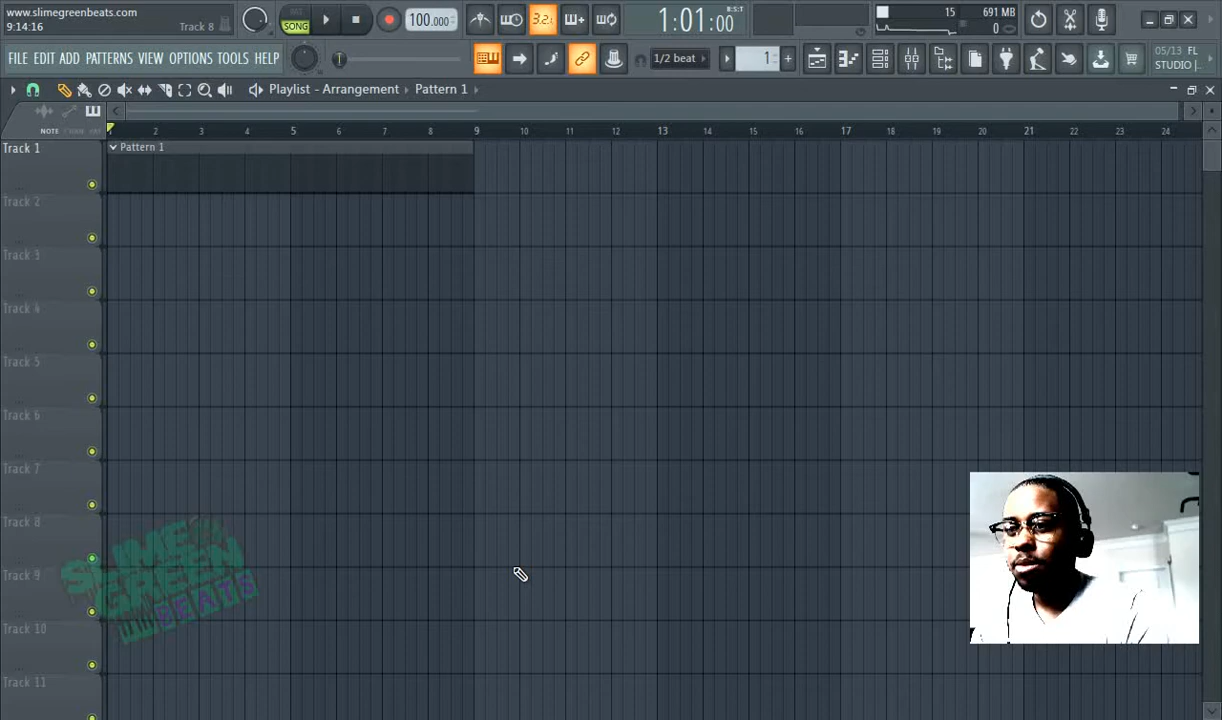 www.slimegreenbeats.com
9:14:16 Track 8
SONG
100.000
3.2
1:01:00
B:S:T
15 691 MB
0
FILE EDIT ADD PATTERNS VIEW OPTIONS TOOLS HELP
1/2 beat
1
05/13 FL
STUDIO |
Playlist - Arrangement Pattern 1
NOTE
2 3 4 5 6 7 8 9 10 11 12 13 14 15 16 17 18 19 20 21 22 23 24
Track 1
Pattern 1
Track 2
Track 3
Track 4
Track 5
Track 6
Track 7
Track 8
Track 9
Track 10
Track 11
SLIME
GREEN
BEATS